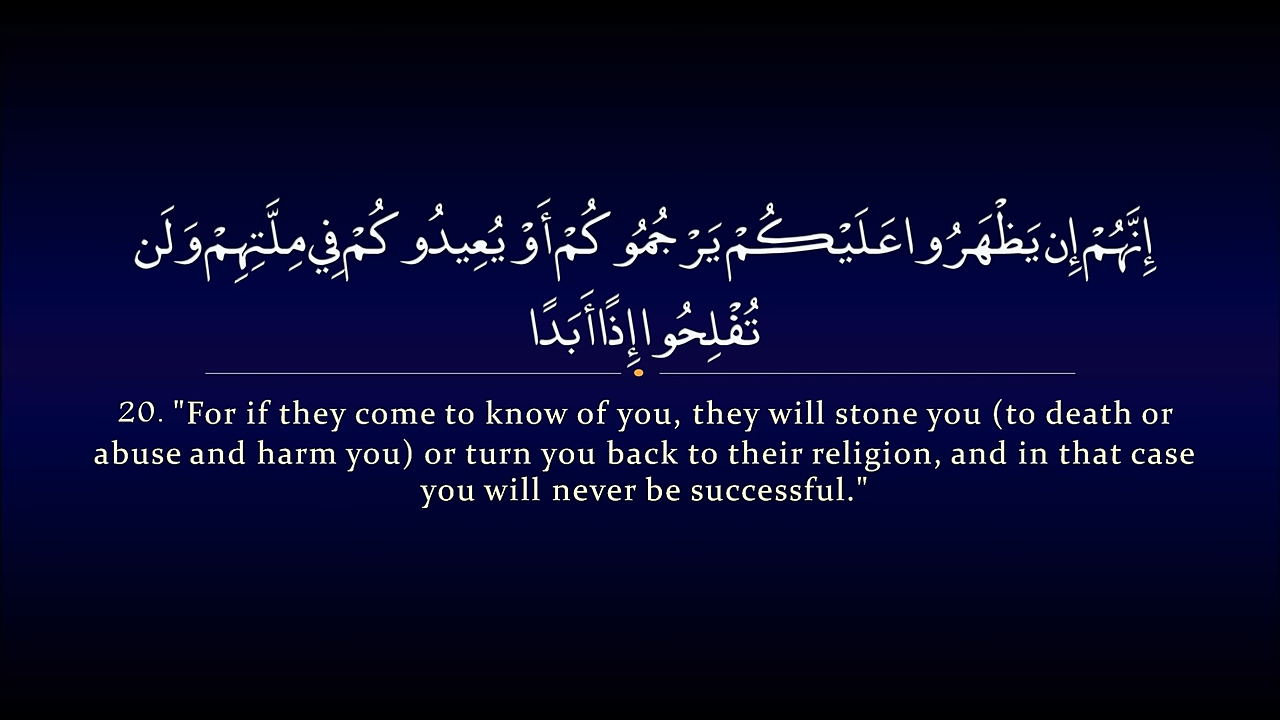 إِنَّهُمْ إِن يَظْهَرُوا عَلَيْكُمْ يَرْجُمُوكُمْ أَوْ يُعِيدُوكُمْ فِي مِلَّتِهِمْ وَلَن
تُفْلِحُوا إِذًا أَبَدًا
20. "For if they come to know of you, they will stone you (to death or
abuse and harm you) or turn you back to their religion, and in that case
you will never be successful."